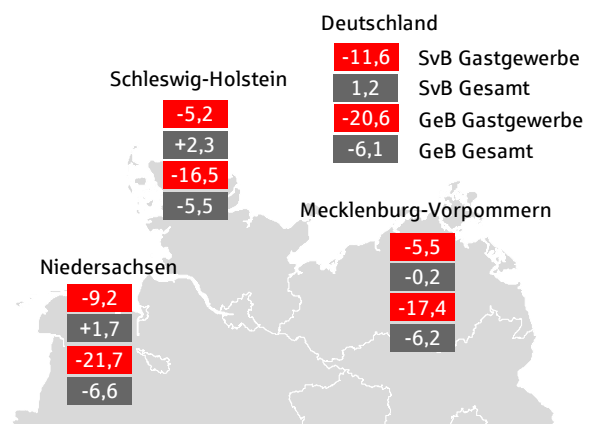 Deutschland
-11,6 SvB Gastgewerbe
1,2 SvB Gesamt
-20,6 GeB Gastgewerbe
-6,1 GeB Gesamt
Schleswig-Holstein
-5,2
+2,3
-16,5
-5,5
Mecklenburg-Vorpommern
-5,5
-0,2
-17,4
-6,2
Niedersachsen
-9,2
+1,7
-21,7
-6,6